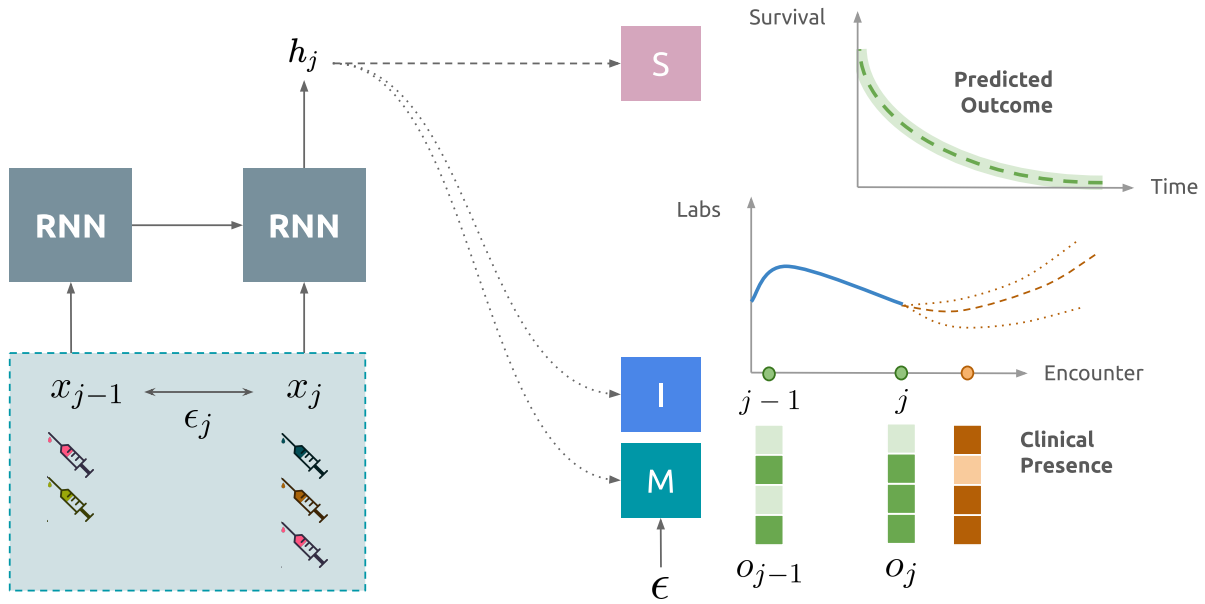 h_j
S
Survival
Predicted
Outcome
Time
RNN
RNN
Labs
x_{j-1}
x_j
ϵ_j
I
M
Encounter
j - 1
j
Clinical
Presence
ϵ
o_{j-1}
o_j